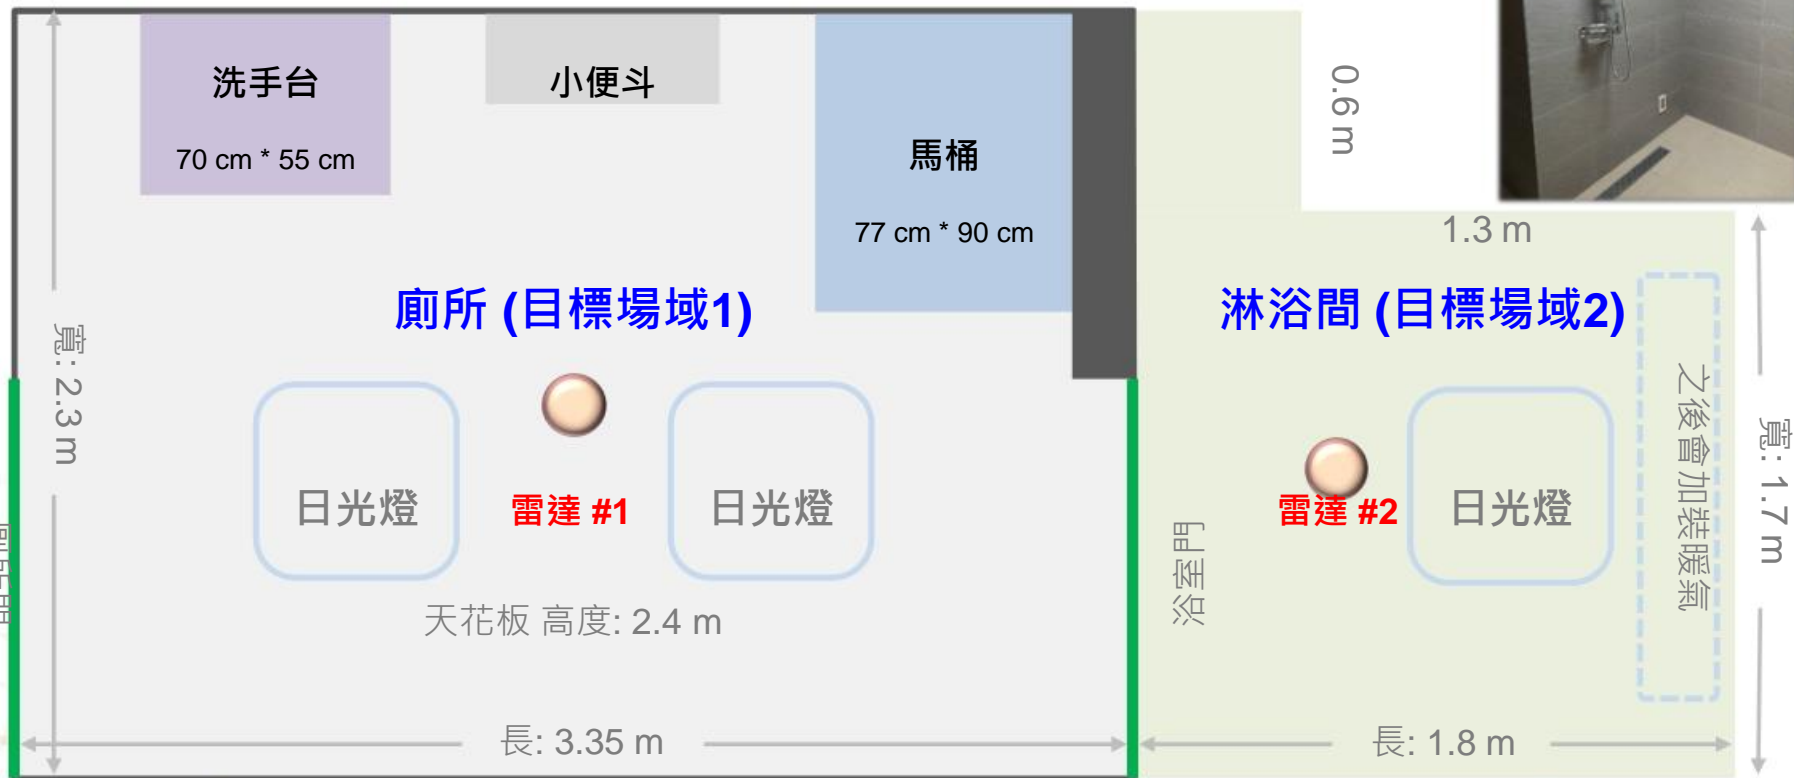 洗手台
70 cm * 55 cm
小便斗
馬桶
77 cm * 90 cm
0.6 m
1.3 m
廁所 (目標場域1)
淋浴間 (目標場域2)
寬: 2.3 m
日光燈
雷達 #1
日光燈
浴室門
雷達 #2
日光燈
之後會加裝暖氣
寬: 1.7 m
天花板 高度: 2.4 m
長: 3.35 m
長: 1.8 m